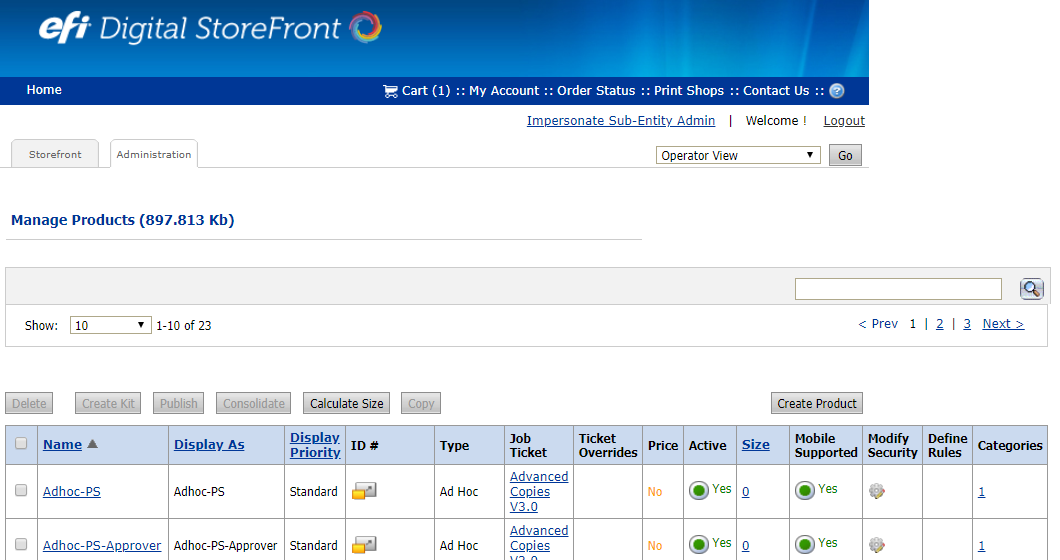 efi Digital StoreFront
Home
Cart (1) :: My Account :: Order Status :: Print Shops :: Contact Us :: ?
Impersonate Sub-Entity Admin | Welcome ! Logout
Storefront Administration Operator View Go
Manage Products (897.813 Kb)
Show: 10 1-10 of 23 < Prev 1 | 2 | 3 Next >
Delete Create Kit Publish Consolidate Calculate Size Copy Create Product
Name Display As Display Priority ID # Type Job Ticket Ticket Overrides Price Active Size Mobile Supported Modify Security Define Rules Categories
Adhoc-PS Adhoc-PS Standard Ad Hoc Advanced Copies V3.0 No Yes 0 Yes 1
Adhoc-PS-Approver Adhoc-PS-Approver Standard Ad Hoc Advanced Copies No Yes 0 Yes 1